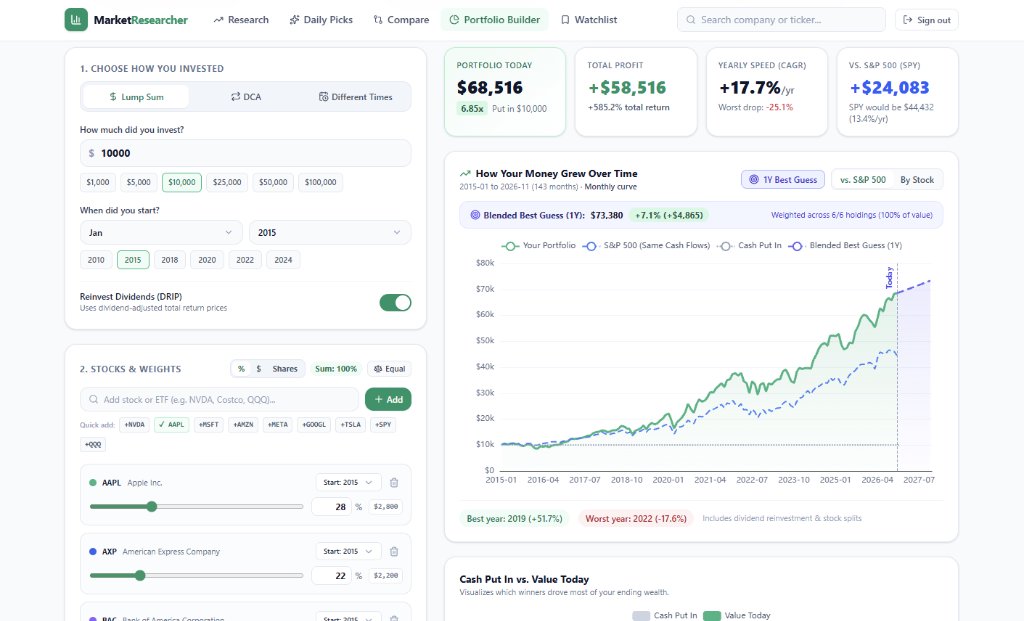 MarketResearcher
Research
Daily Picks
Compare
Portfolio Builder
Watchlist
Search company or ticker...
Sign out
1. CHOOSE HOW YOU INVESTED
Lump Sum
DCA
Different Times
How much did you invest?
$ 10000
$1,000 $5,000 $10,000 $25,000 $50,000 $100,000
When did you start?
Jan
2015
2010 2015 2018 2020 2022 2024
Reinvest Dividends (DRIP)
Uses dividend-adjusted total return prices
2. STOCKS & WEIGHTS
% $ Shares
Sum: 100%
Equal
Add stock or ETF (e.g. NVDA, Costco, QQQ)...
+ Add
Quick add: +NVDA ✓ AAPL +MSFT +AMZN +META +GOOGL +TSLA +SPY
+QQQ
AAPL Apple Inc.
Start: 2015
28 % $2,800
AXP American Express Company
Start: 2015
22 % $2,200
BAC Bank of America Corporation
Start: 2015
PORTFOLIO TODAY
$68,516
6.85x Put in $10,000
TOTAL PROFIT
+$58,516
+585.2% total return
YEARLY SPEED (CAGR)
+17.7%/yr
Worst drop: -25.1%
VS. S&P 500 (SPY)
+$24,083
SPY would be $44,432
(13.4%/yr)
How Your Money Grew Over Time
2015-01 to 2026-11 (143 months) · Monthly curve
1Y Best Guess
vs. S&P 500
By Stock
Blended Best Guess (1Y): $73,380 +7.1% (+$4,865)
Weighted across 6/6 holdings (100% of value)
Your Portfolio
S&P 500 (Same Cash Flows)
Cash Put In
Blended Best Guess (1Y)
$80k
$70k
$60k
$50k
$40k
$30k
$20k
$10k
$0
Today
2015-01 2016-04 2017-07 2018-10 2020-01 2021-04 2022-07 2023-10 2025-01 2026-04 2027-07
Best year: 2019 (+51.7%)
Worst year: 2022 (-17.6%)
Includes dividend reinvestment & stock splits
Cash Put In vs. Value Today
Visualizes which winners drove most of your ending wealth.
Cash Put In
Value Today